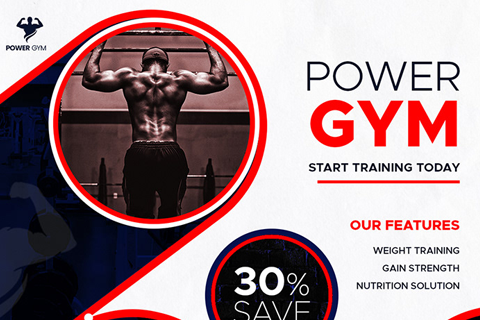 POWER GYM
POWER
GYM
START TRAINING TODAY
OUR FEATURES
WEIGHT TRAINING
GAIN STRENGTH
NUTRITION SOLUTION
30%
SAVE